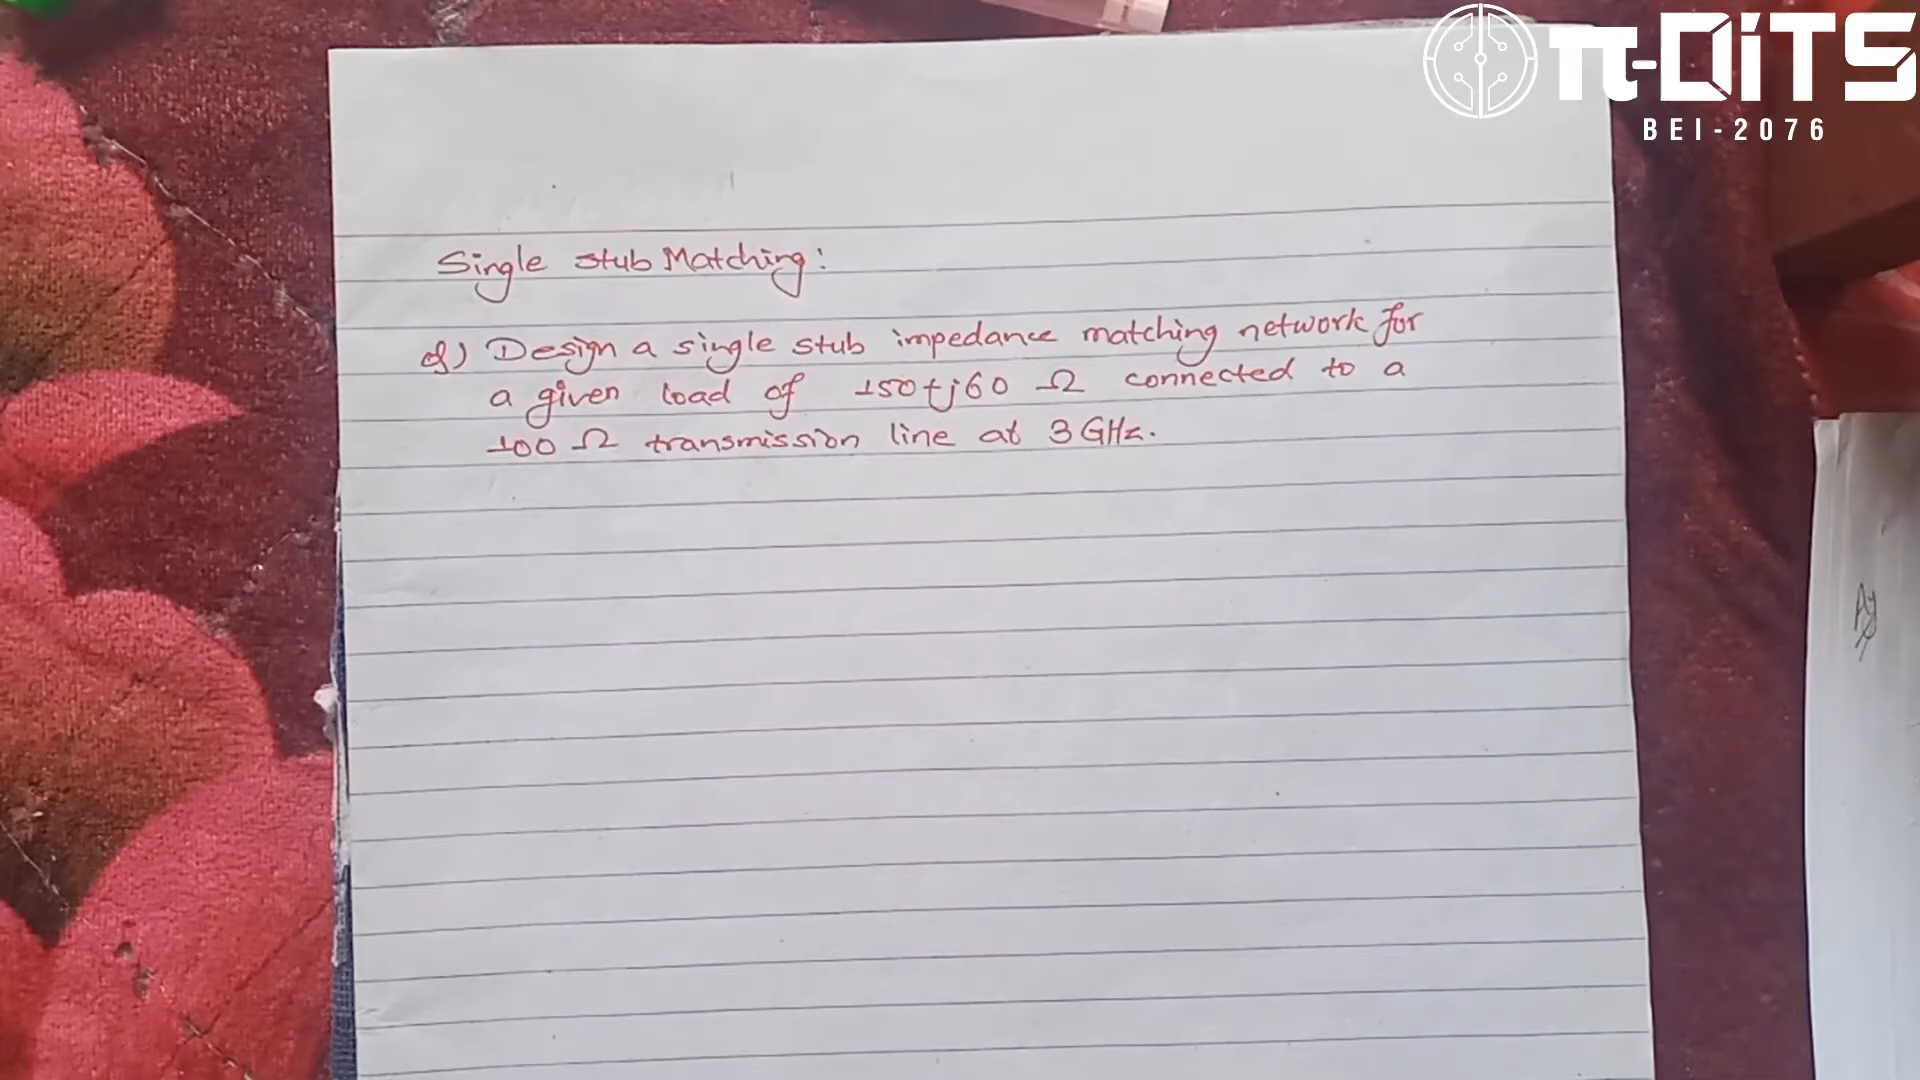 π-DiTS
BEI-2076
Single stub Matching:
Q) Design a single stub impedance matching network for
a given load of 150+j60 Ω connected to a
100 Ω transmission line at 3 GHz.